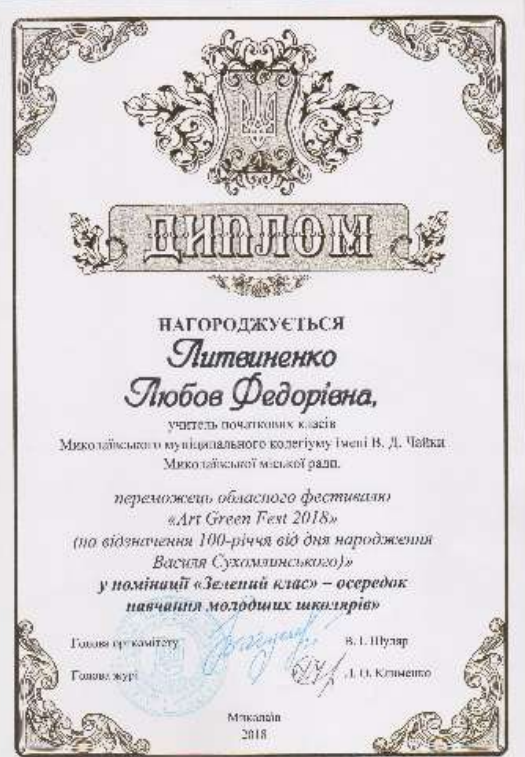 ДИПЛОМ
НАГОРОДЖУЄТЬСЯ
Литвиненко
Любов Федорівна,
учитель початкових класів
Миколаївського муніципального колегіуму імені В. Д. Чайки
Миколаївської міської ради,
переможець обласного фестивалю
«Art Green Fest 2018»
(по відзначення 100-річчя від дня народження
Василя Сухомлинського)»
у номінації «Зелений клас» – осередок
навчання молодших школярів»
Голова оргкомітету В. І. Шуляр
Голова журі Л. О. Клименко
Миколаїв
2018